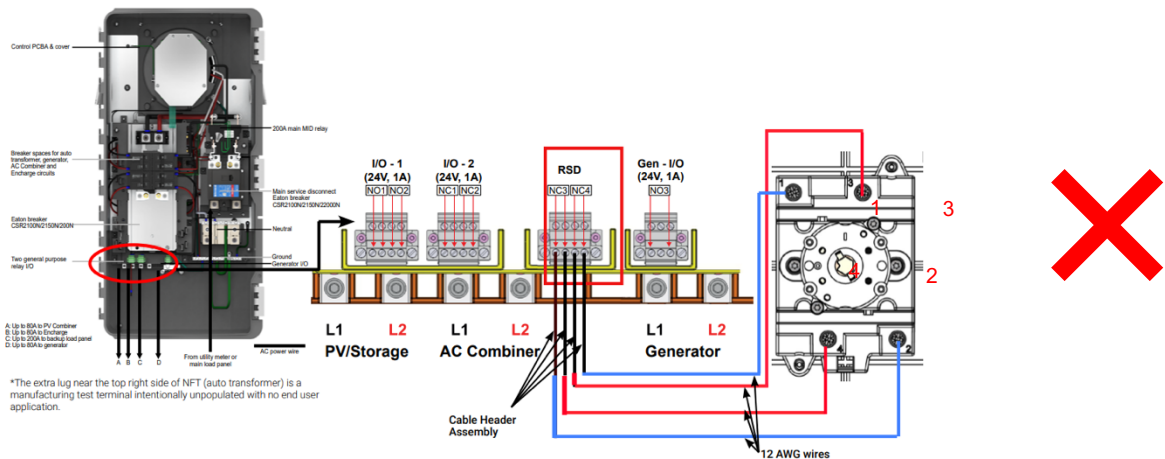 Control PCBA & cover
200A main MID relay
Breaker spaces for auto
transformer, generator,
AC Combiner and
Encharge circuits
Main service disconnect
Eaton breaker
CSR2100N/2150N/22000N
Eaton breaker
CSR2100N/2150N/200N
Neutral
Two general purpose
relay I/O
Ground
Generator I/O
A: Up to 80A to PV Combiner
B: Up to 80A to Encharge
C: Up to 200A to backup load panel
D: Up to 80A to generator
A B C D
From utility meter or
main load panel
AC power wire
*The extra lug near the top right side of NFT (auto transformer) is a
manufacturing test terminal intentionally unpopulated with no end user
application.
I/O - 1
(24V, 1A)
NO1 NO2
I/O - 2
(24V, 1A)
NC1 NC2
RSD
NC3 NC4
Gen - I/O
(24V, 1A)
NO3
L1 L2
PV/Storage
L1 L2
AC Combiner
L1 L2
Generator
Cable Header
Assembly
12 AWG wires
1 3
1 3
I
4 2
4 2